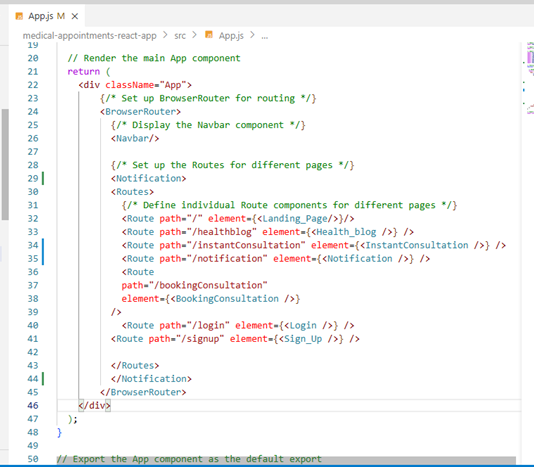 App.js M ×
medical-appointments-react-app > src > App.js > ...
19
20 // Render the main App component
21 return (
22 <div className="App">
23 {/* Set up BrowserRouter for routing */}
24 <BrowserRouter>
25 {/* Display the Navbar component */}
26 <Navbar/>
27
28 {/* Set up the Routes for different pages */}
29 <Notification>
30 <Routes>
31 {/* Define individual Route components for different pages */}
32 <Route path="/" element={<Landing_Page/>}/>
33 <Route path="/healthblog" element={<Health_blog />} />
34 <Route path="/instantConsultation" element={<InstantConsultation />} />
35 <Route path="/notification" element={<Notification />} />
36 <Route
37 path="/bookingConsultation"
38 element={<BookingConsultation />}
39 />
40 <Route path="/login" element={<Login />} />
41 <Route path="/signup" element={<Sign_Up />} />
42
43 </Routes>
44 </Notification>
45 </BrowserRouter>
46 </div>
47 );
48 }
49
50 // Export the App component as the default export